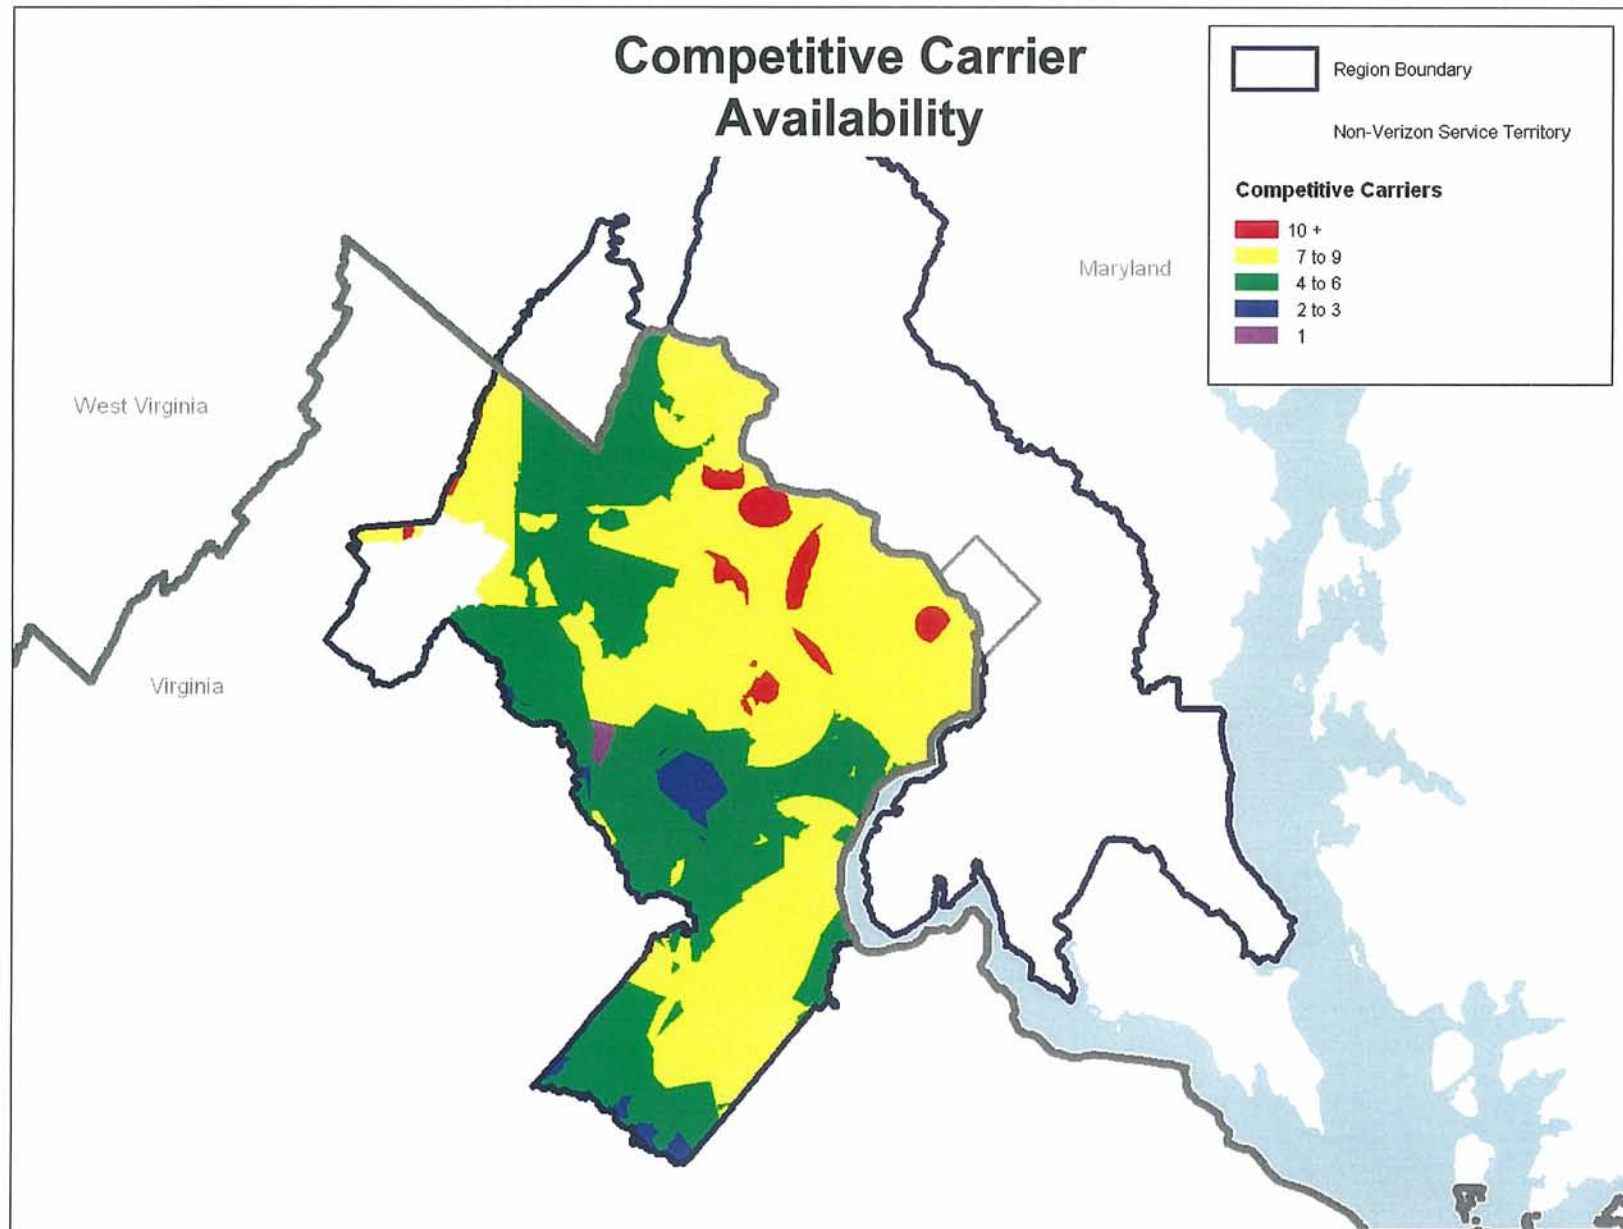 Competitive Carrier
Availability
Region Boundary
Non-Verizon Service Territory
Competitive Carriers
10 +
7 to 9
4 to 6
2 to 3
1
Maryland
West Virginia
Virginia